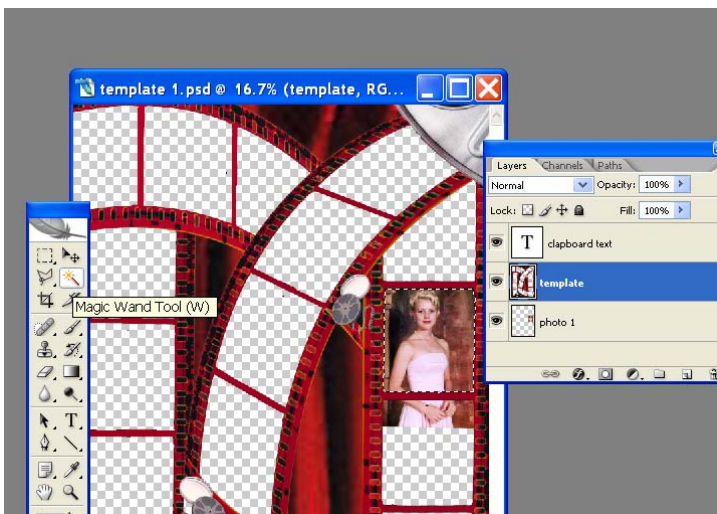 template 1.psd @ 16.7% (template, RG...
Layers Channels Paths
Normal Opacity: 100%
Lock: Fill: 100%
T clapboard text
template
photo 1
Magic Wand Tool (W)
T